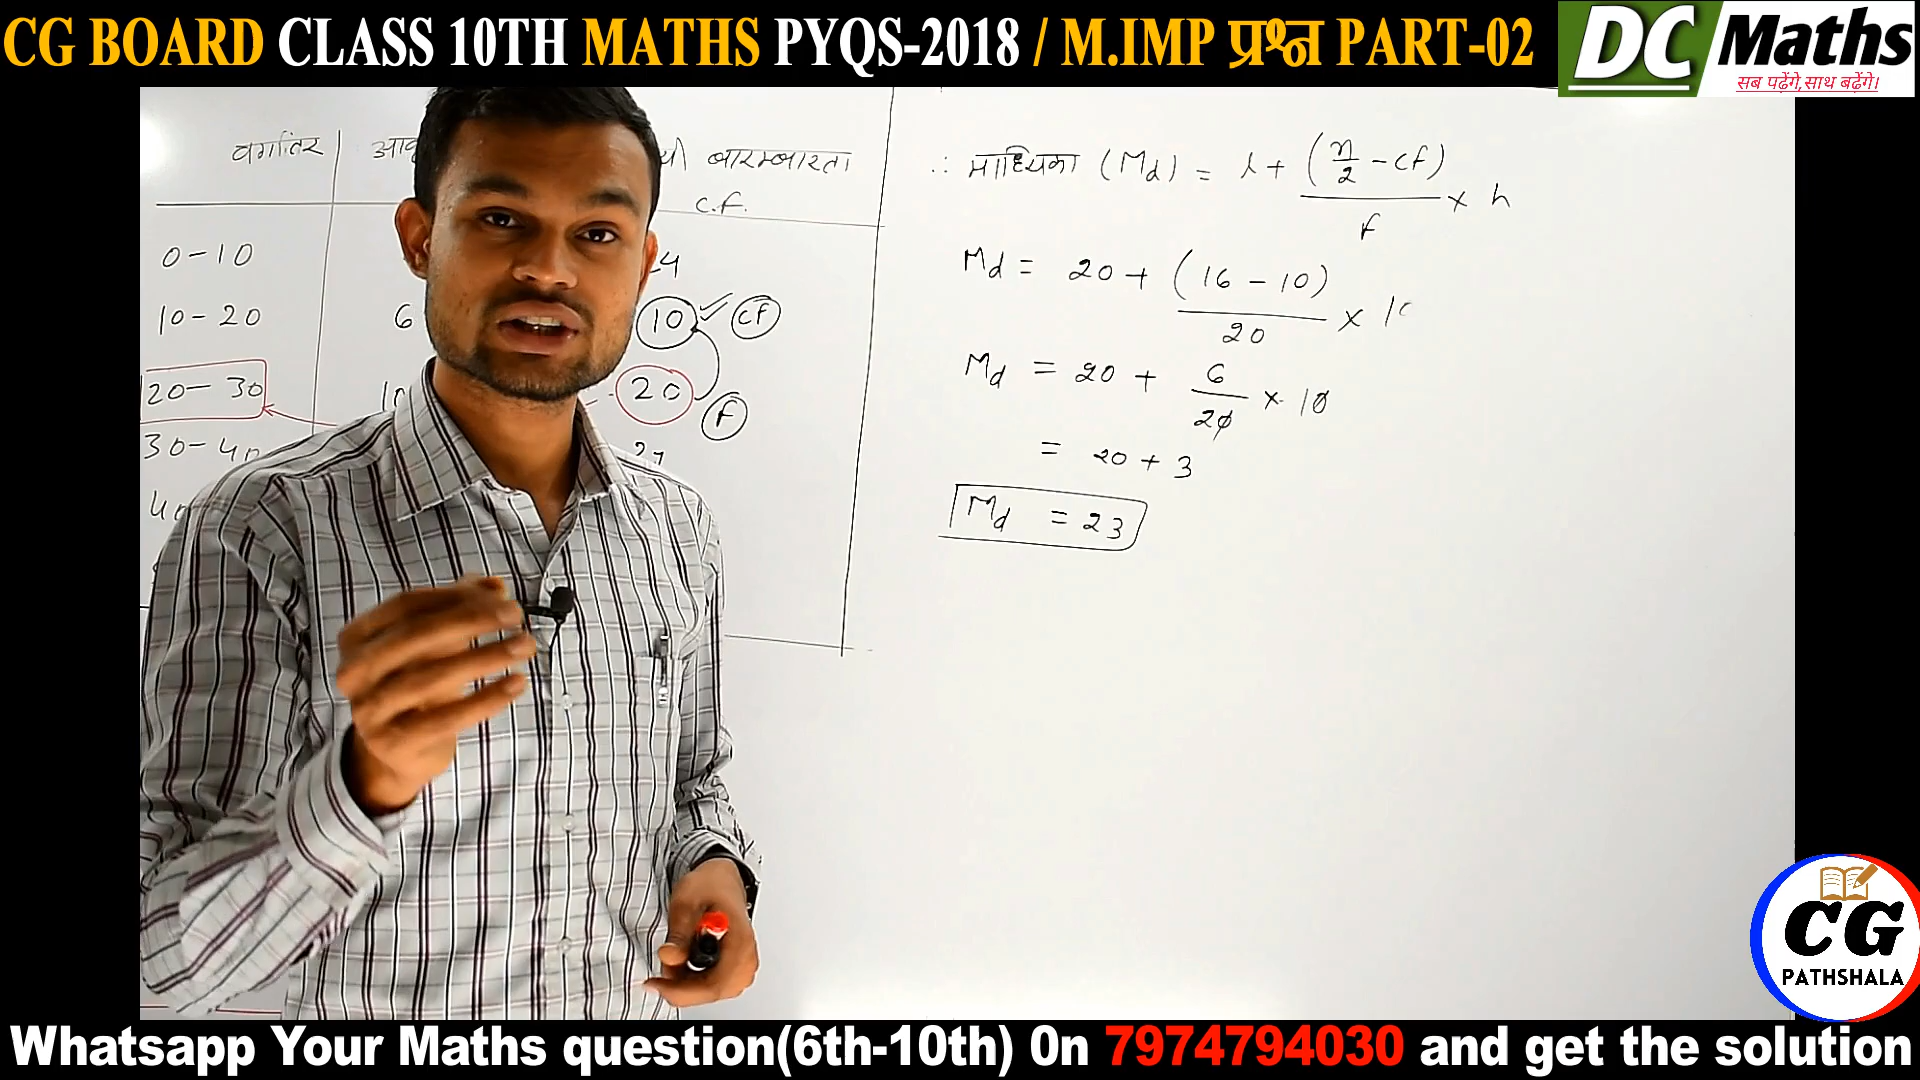 CG BOARD CLASS 10TH MATHS PYQS-2018 / M.IMP प्रश्न PART-02
DC Maths
सब पढ़ेंगे,साथ बढ़ेंगे।
वर्गांतर
बारम्बारता
c.f.
0-10
10-20 6 10 cf
20-30 20 f
30-40
∴ माध्यिका (Md) = l + (n/2 - cf)/f × h
Md = 20 + (16 - 10)/20 ×
Md = 20 + 6/20 × 10
= 20 + 3
Md = 23
CG
PATHSHALA
Whatsapp Your Maths question(6th-10th) 0n 7974794030 and get the solution